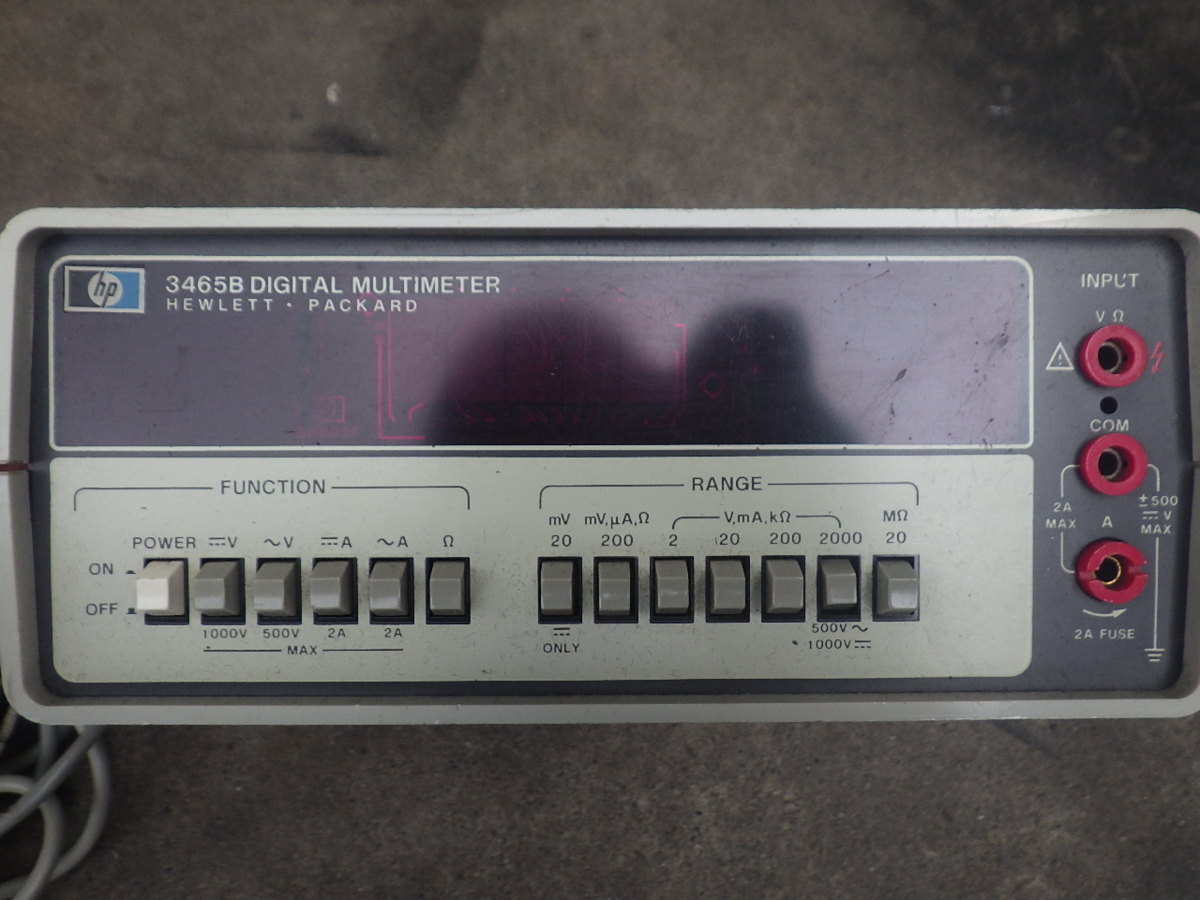 hp
3465B DIGITAL MULTIMETER
HEWLETT · PACKARD
INPUT
V Ω
COM
2A MAX
±500 V MAX
A
2A FUSE
FUNCTION
POWER ⎓V ~V ⎓A ~A Ω
ON
OFF
1000V 500V 2A 2A
MAX
RANGE
mV mV,µA,Ω V,mA,kΩ MΩ
20 200 2 20 200 2000 20
⎓ ONLY
500V ~
1000V ⎓